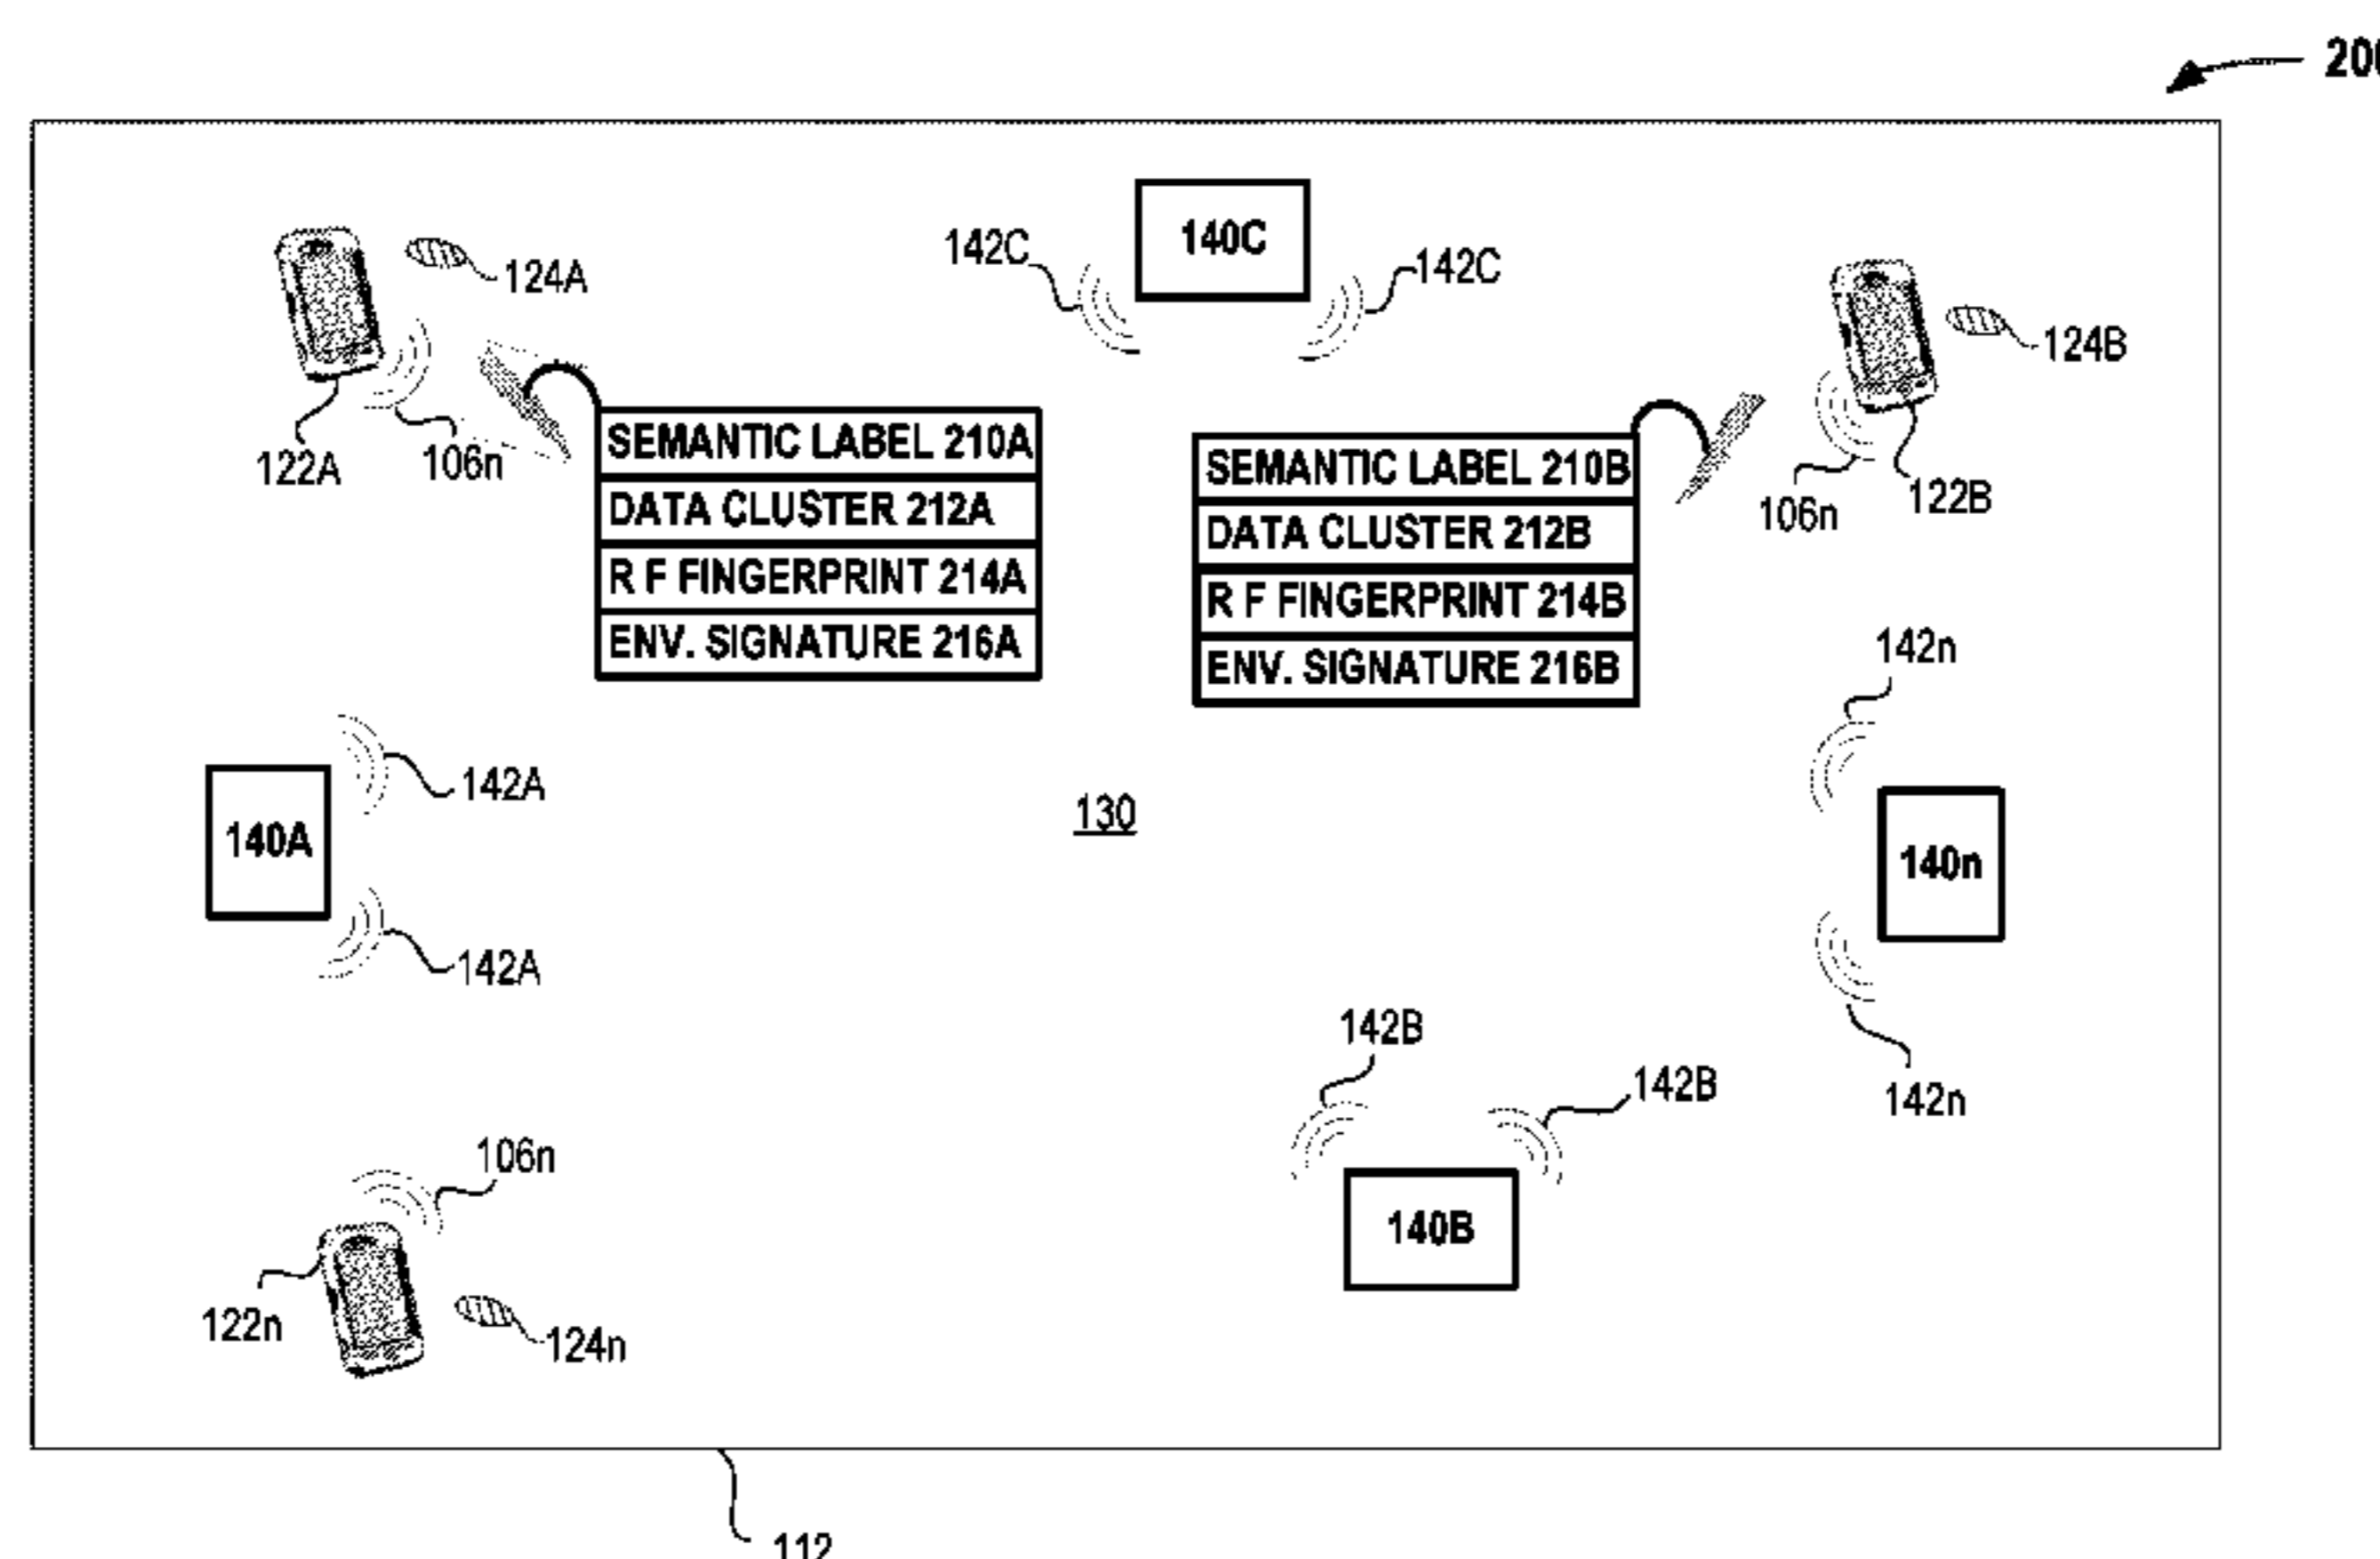 200
140C
142C
142C
124A
124B
122A
106n
SEMANTIC LABEL 210A
DATA CLUSTER 212A
R F FINGERPRINT 214A
ENV. SIGNATURE 216A
SEMANTIC LABEL 210B
DATA CLUSTER 212B
R F FINGERPRINT 214B
ENV. SIGNATURE 216B
106n
122B
142n
142A
140A
130
140n
142A
142B
142B
142n
106n
140B
122n
124n
112